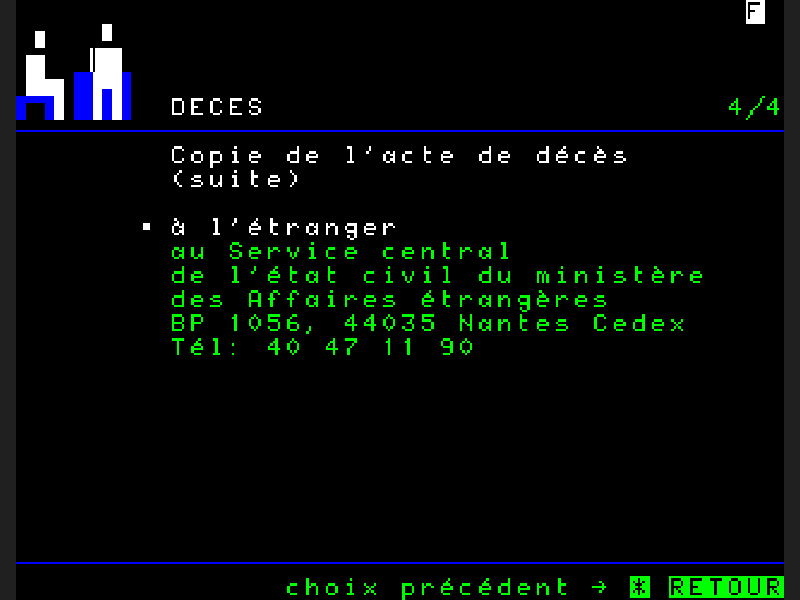 F
DECES 4/4
Copie de l'acte de décès
(suite)
▪ à l'étranger
au Service central
de l'état civil du ministère
des Affaires étrangères
BP 1056, 44035 Nantes Cedex
Tél: 40 47 11 90
choix précédent → * RETOUR